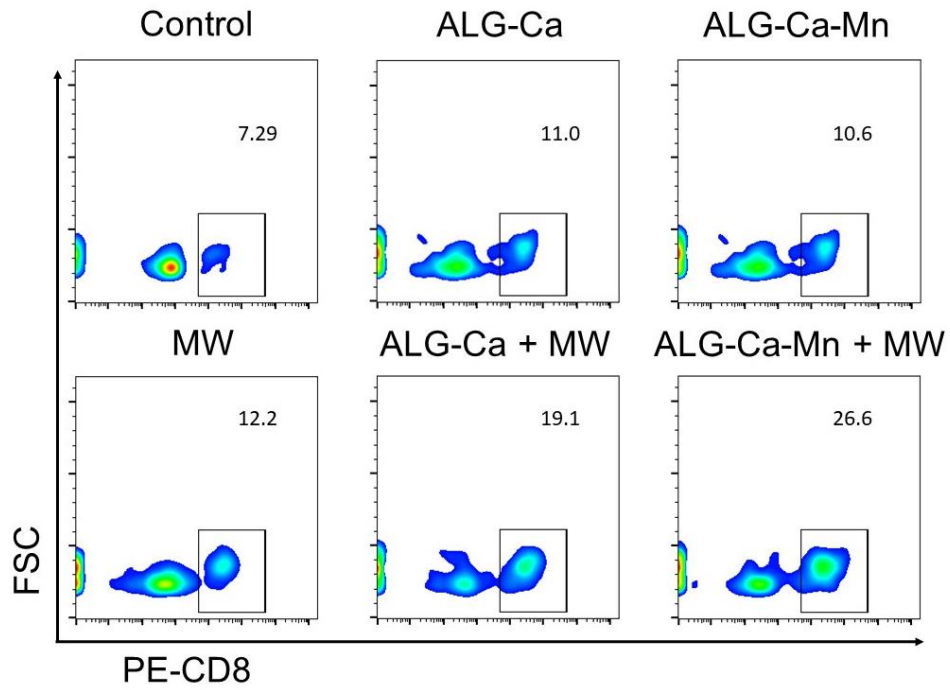 Control
ALG-Ca
ALG-Ca-Mn
7.29
11.0
10.6
MW
ALG-Ca + MW
ALG-Ca-Mn + MW
12.2
19.1
26.6
FSC
PE-CD8